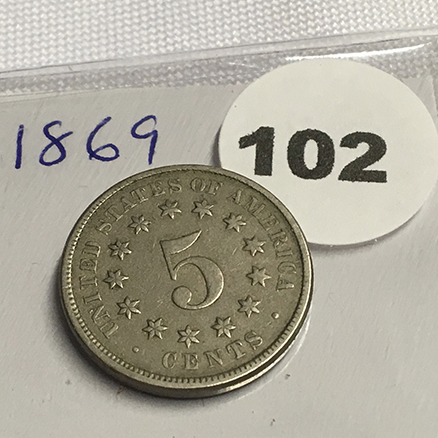 1869
102
UNITED STATES OF AMERICA
5
CENTS